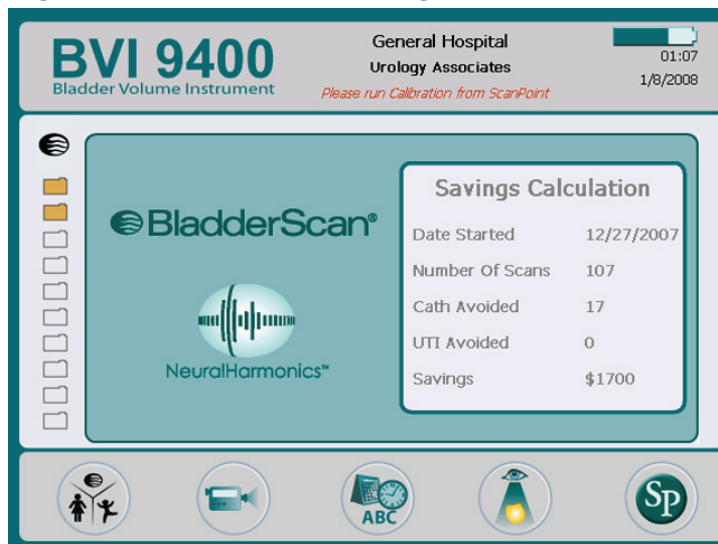 BVI 9400
Bladder Volume Instrument
General Hospital
Urology Associates
Please run Calibration from ScanPoint
01:07
1/8/2008
BladderScan®
NeuralHarmonics™
Savings Calculation
Date Started 12/27/2007
Number Of Scans 107
Cath Avoided 17
UTI Avoided 0
Savings $1700
ABC
SP